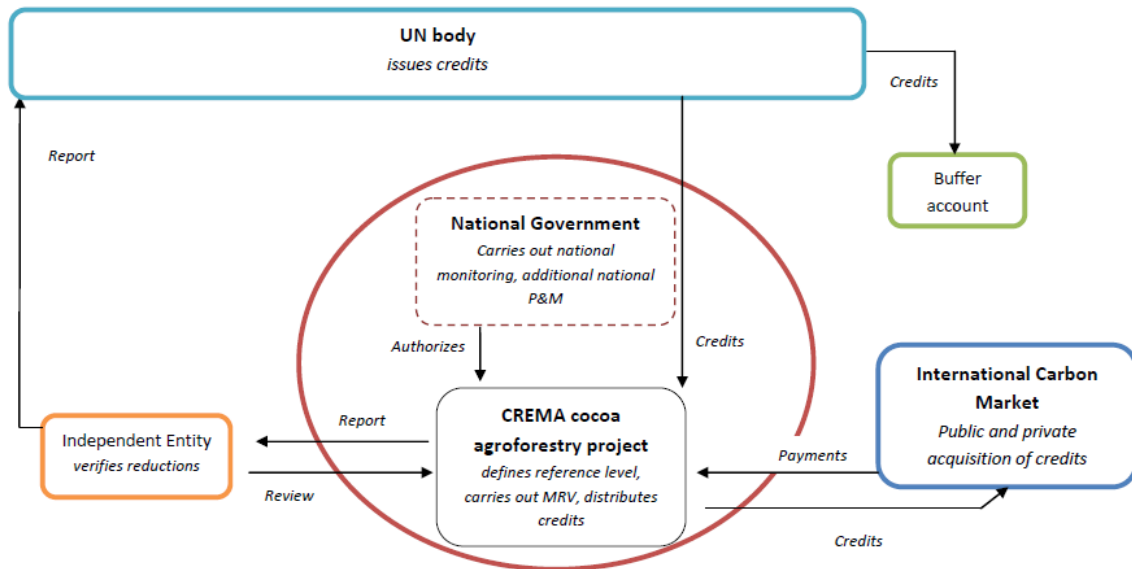 UN body
issues credits
Credits
Report
Buffer
account
National Government
Carries out national
monitoring, additional national
P&M
Authorizes
Credits
International Carbon
Market
Public and private
acquisition of credits
CREMA cocoa
agroforestry project
defines reference level,
carries out MRV, distributes
credits
Report
Independent Entity
verifies reductions
Review
Payments
Credits